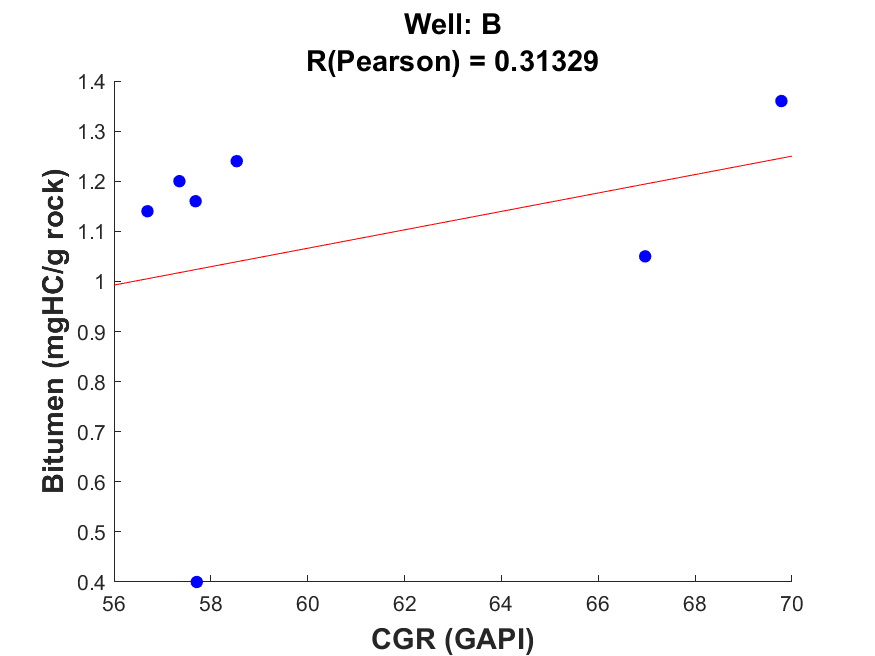 Well: B
R(Pearson) = 0.31329
1.4
1.3
1.2
1.1
1
0.9
0.8
0.7
0.6
0.5
0.4
Bitumen (mgHC/g rock)
56 58 60 62 64 66 68 70
CGR (GAPI)